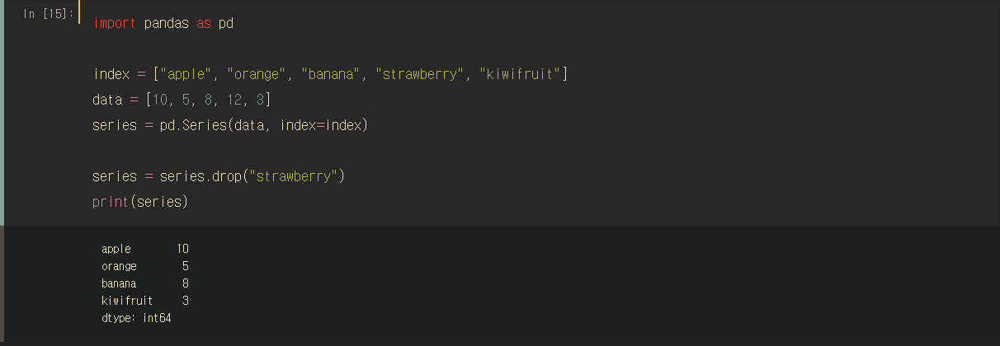 In [15]:
import pandas as pd
index = ["apple", "orange", "banana", "strawberry", "kiwifruit"]
data = [10, 5, 8, 12, 3]
series = pd.Series(data, index=index)
series = series.drop("strawberry")
print(series)
apple 10
orange 5
banana 8
kiwifruit 3
dtype: int64